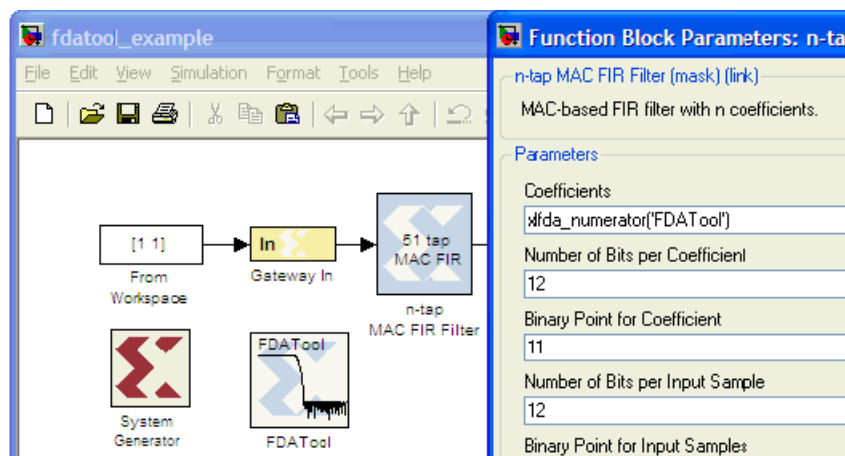 fdatool_example
File Edit View Simulation Format Tools Help
[1 1]
From
Workspace
In
Gateway In
51 tap
MAC FIR
n-tap
MAC FIR Filter
System
Generator
FDATool
FDATool
Function Block Parameters: n-ta
n-tap MAC FIR Filter (mask) (link)
MAC-based FIR filter with n coefficients.
Parameters
Coefficients
xlfda_numerator('FDATool')
Number of Bits per Coefficient
12
Binary Point for Coefficient
11
Number of Bits per Input Sample
12
Binary Point for Input Samples